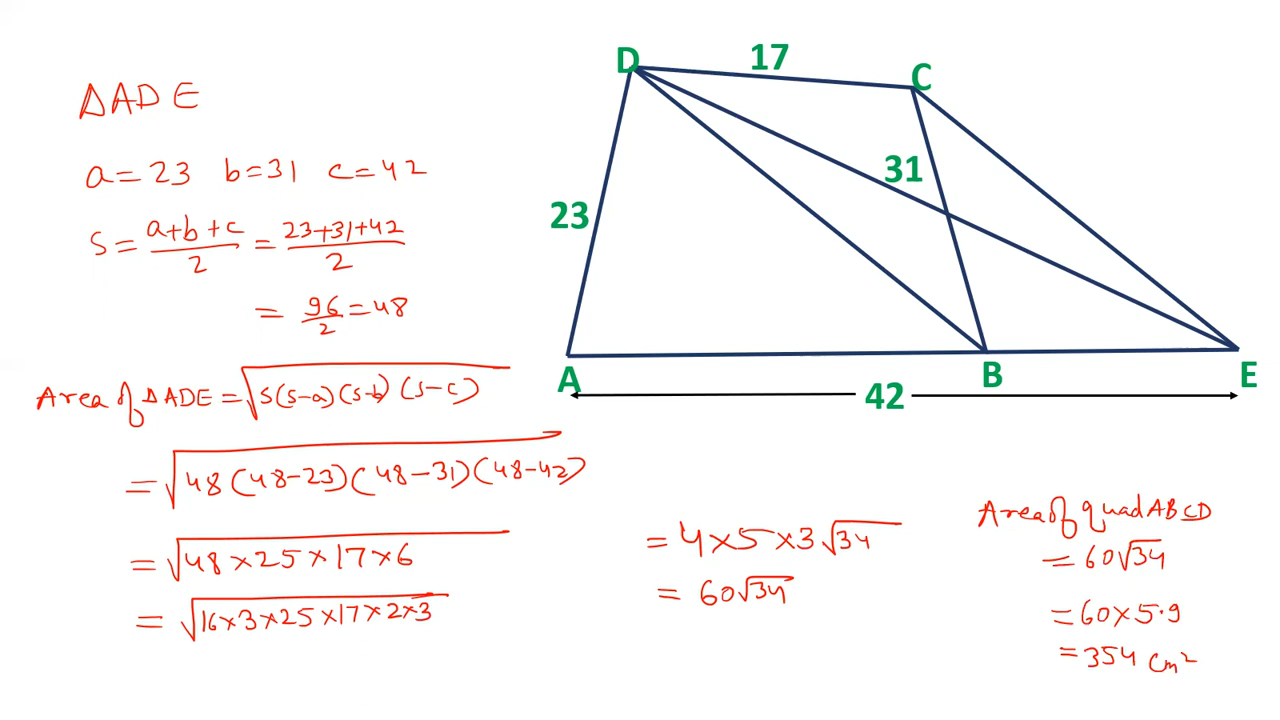 ΔADE
a=23 b=31 c=42
S = (a+b+c)/2 = (23+31+42)/2
= 96/2 = 48
Area of ΔADE = √(S(S-a)(S-b)(S-c))
= √(48(48-23)(48-31)(48-42))
= √(48×25×17×6)
= √(16×3×25×17×2×3)
= 4×5×3√34
= 60√34
D 17 C
31
23
A B E
42
Area of quad ABCD
= 60√34
= 60×5.9
= 354 cm²